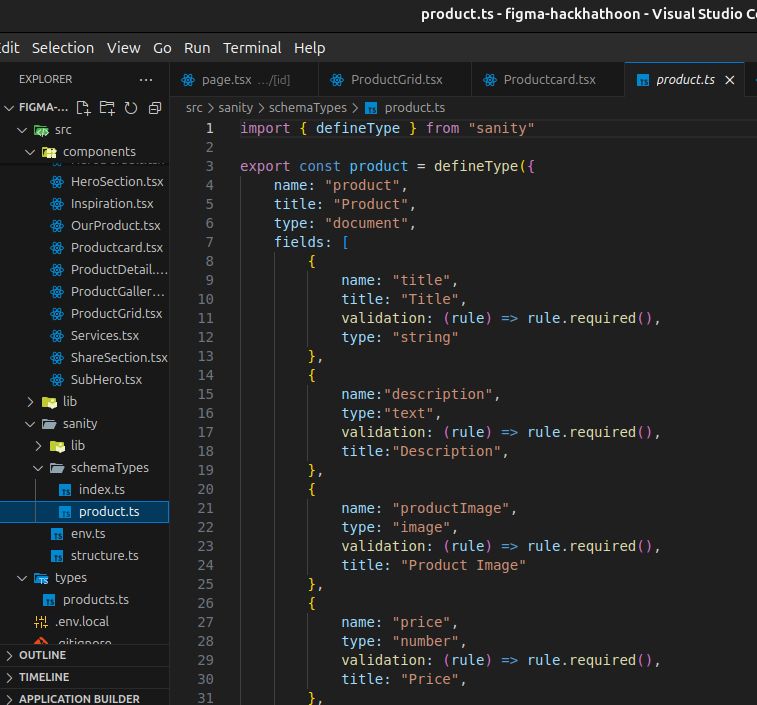 product.ts - figma-hackhathoon - Visual Studio Co
Edit Selection View Go Run Terminal Help
EXPLORER ...
page.tsx .../[id] ProductGrid.tsx Productcard.tsx product.ts
FIGMA-...
src > sanity > schemaTypes > product.ts
src
components
HeroSection.tsx
Inspiration.tsx
OurProduct.tsx
Productcard.tsx
ProductDetail....
ProductGaller...
ProductGrid.tsx
Services.tsx
ShareSection.tsx
SubHero.tsx
lib
sanity
lib
schemaTypes
index.ts
product.ts
env.ts
structure.ts
types
products.ts
.env.local
.gitignore
OUTLINE
TIMELINE
APPLICATION BUILDER
1 import { defineType } from "sanity"
2
3 export const product = defineType({
4 name: "product",
5 title: "Product",
6 type: "document",
7 fields: [
8 {
9 name: "title",
10 title: "Title",
11 validation: (rule) => rule.required(),
12 type: "string"
13 },
14 {
15 name:"description",
16 type:"text",
17 validation: (rule) => rule.required(),
18 title:"Description",
19 },
20 {
21 name: "productImage",
22 type: "image",
23 validation: (rule) => rule.required(),
24 title: "Product Image"
25 },
26 {
27 name: "price",
28 type: "number",
29 validation: (rule) => rule.required(),
30 title: "Price",
31 },